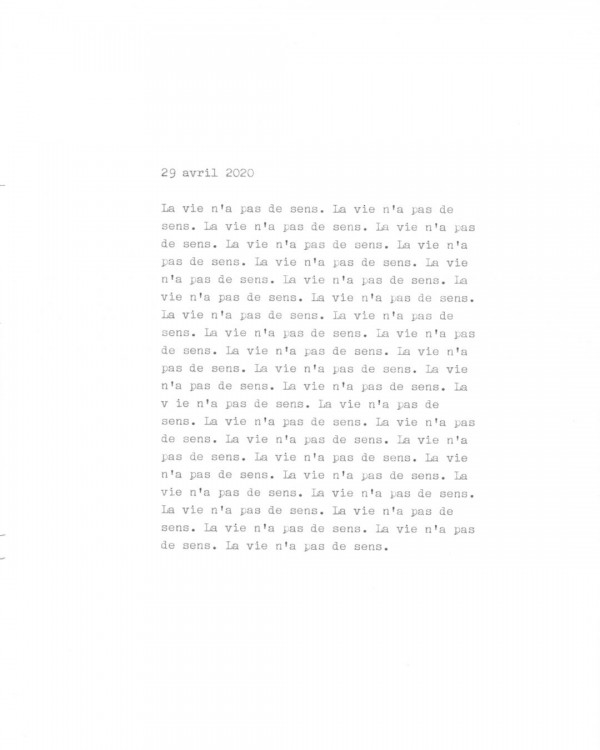 29 avril 2020
La vie n'a pas de sens. La vie n'a pas de
sens. La vie n'a pas de sens. La vie n'a pas
de sens. La vie n'a pas de sens. La vie n'a
pas de sens. La vie n'a pas de sens. La vie
n'a pas de sens. La vie n'a pas de sens. La
vie n'a pas de sens. La vie n'a pas de sens.
La vie n'a pas de sens. La vie n'a pas de
sens. La vie n'a pas de sens. La vie n'a pas
de sens. La vie n'a pas de sens. La vie n'a
pas de sens. La vie n'a pas de sens. La vie
n'a pas de sens. La vie n'a pas de sens. La
v ie n'a pas de sens. La vie n'a pas de
sens. La vie n'a pas de sens. La vie n'a pas
de sens. La vie n'a pas de sens. La vie n'a
pas de sens. La vie n'a pas de sens. La vie
n'a pas de sens. La vie n'a pas de sens. La
vie n'a pas de sens. La vie n'a pas de sens.
La vie n'a pas de sens. La vie n'a pas de
sens. La vie n'a pas de sens. La vie n'a pas
de sens. La vie n'a pas de sens.